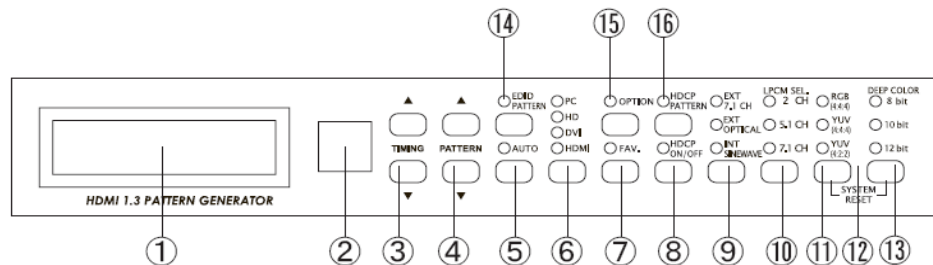 ⑭ ⑮ ⑯
▲ ▲ EDID PATTERN PC OPTION HDCP PATTERN EXT 7.1 CH LPCM SEL. 2 CH RGB (4:4:4) DEEP COLOR 8 bit
HD
DVI EXT OPTICAL 5.1 CH YUV (4:4:4) 10 bit
TIMING PATTERN AUTO HDMI FAV. HDCP ON/OFF INT SINEWAVE 7.1 CH YUV (4:2:2) 12 bit
▼ ▼ SYSTEM RESET
HDMI 1.3 PATTERN GENERATOR
① ② ③ ④ ⑤ ⑥ ⑦ ⑧ ⑨ ⑩ ⑪ ⑫ ⑬